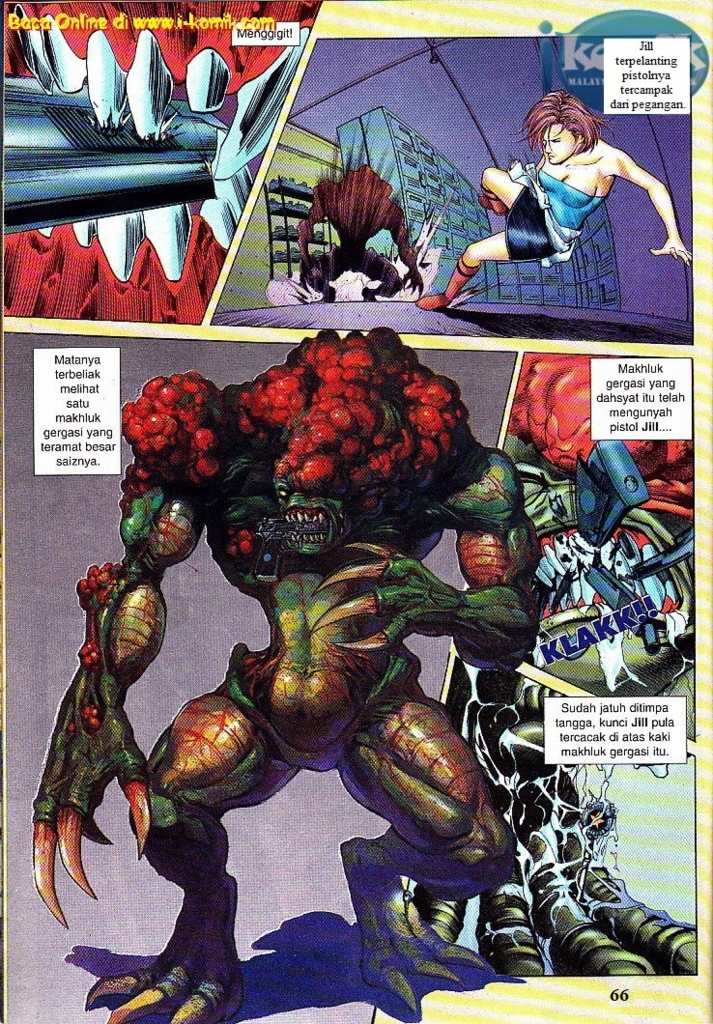 Baca Online di www.i-komik.com
Menggigit!
Jill
terpelanting
pistolnya
tercampak
dari pegangan.
Matanya
terbeliak
melihat
satu
makhluk
gergasi yang
teramat besar
saiznya.
Makhluk
gergasi yang
dahsyat itu telah
mengunyah
pistol Jill....
KLAKK!!
Sudah jatuh ditimpa
tangga, kunci Jill pula
tercacak di atas kaki
makhluk gergasi itu.
66